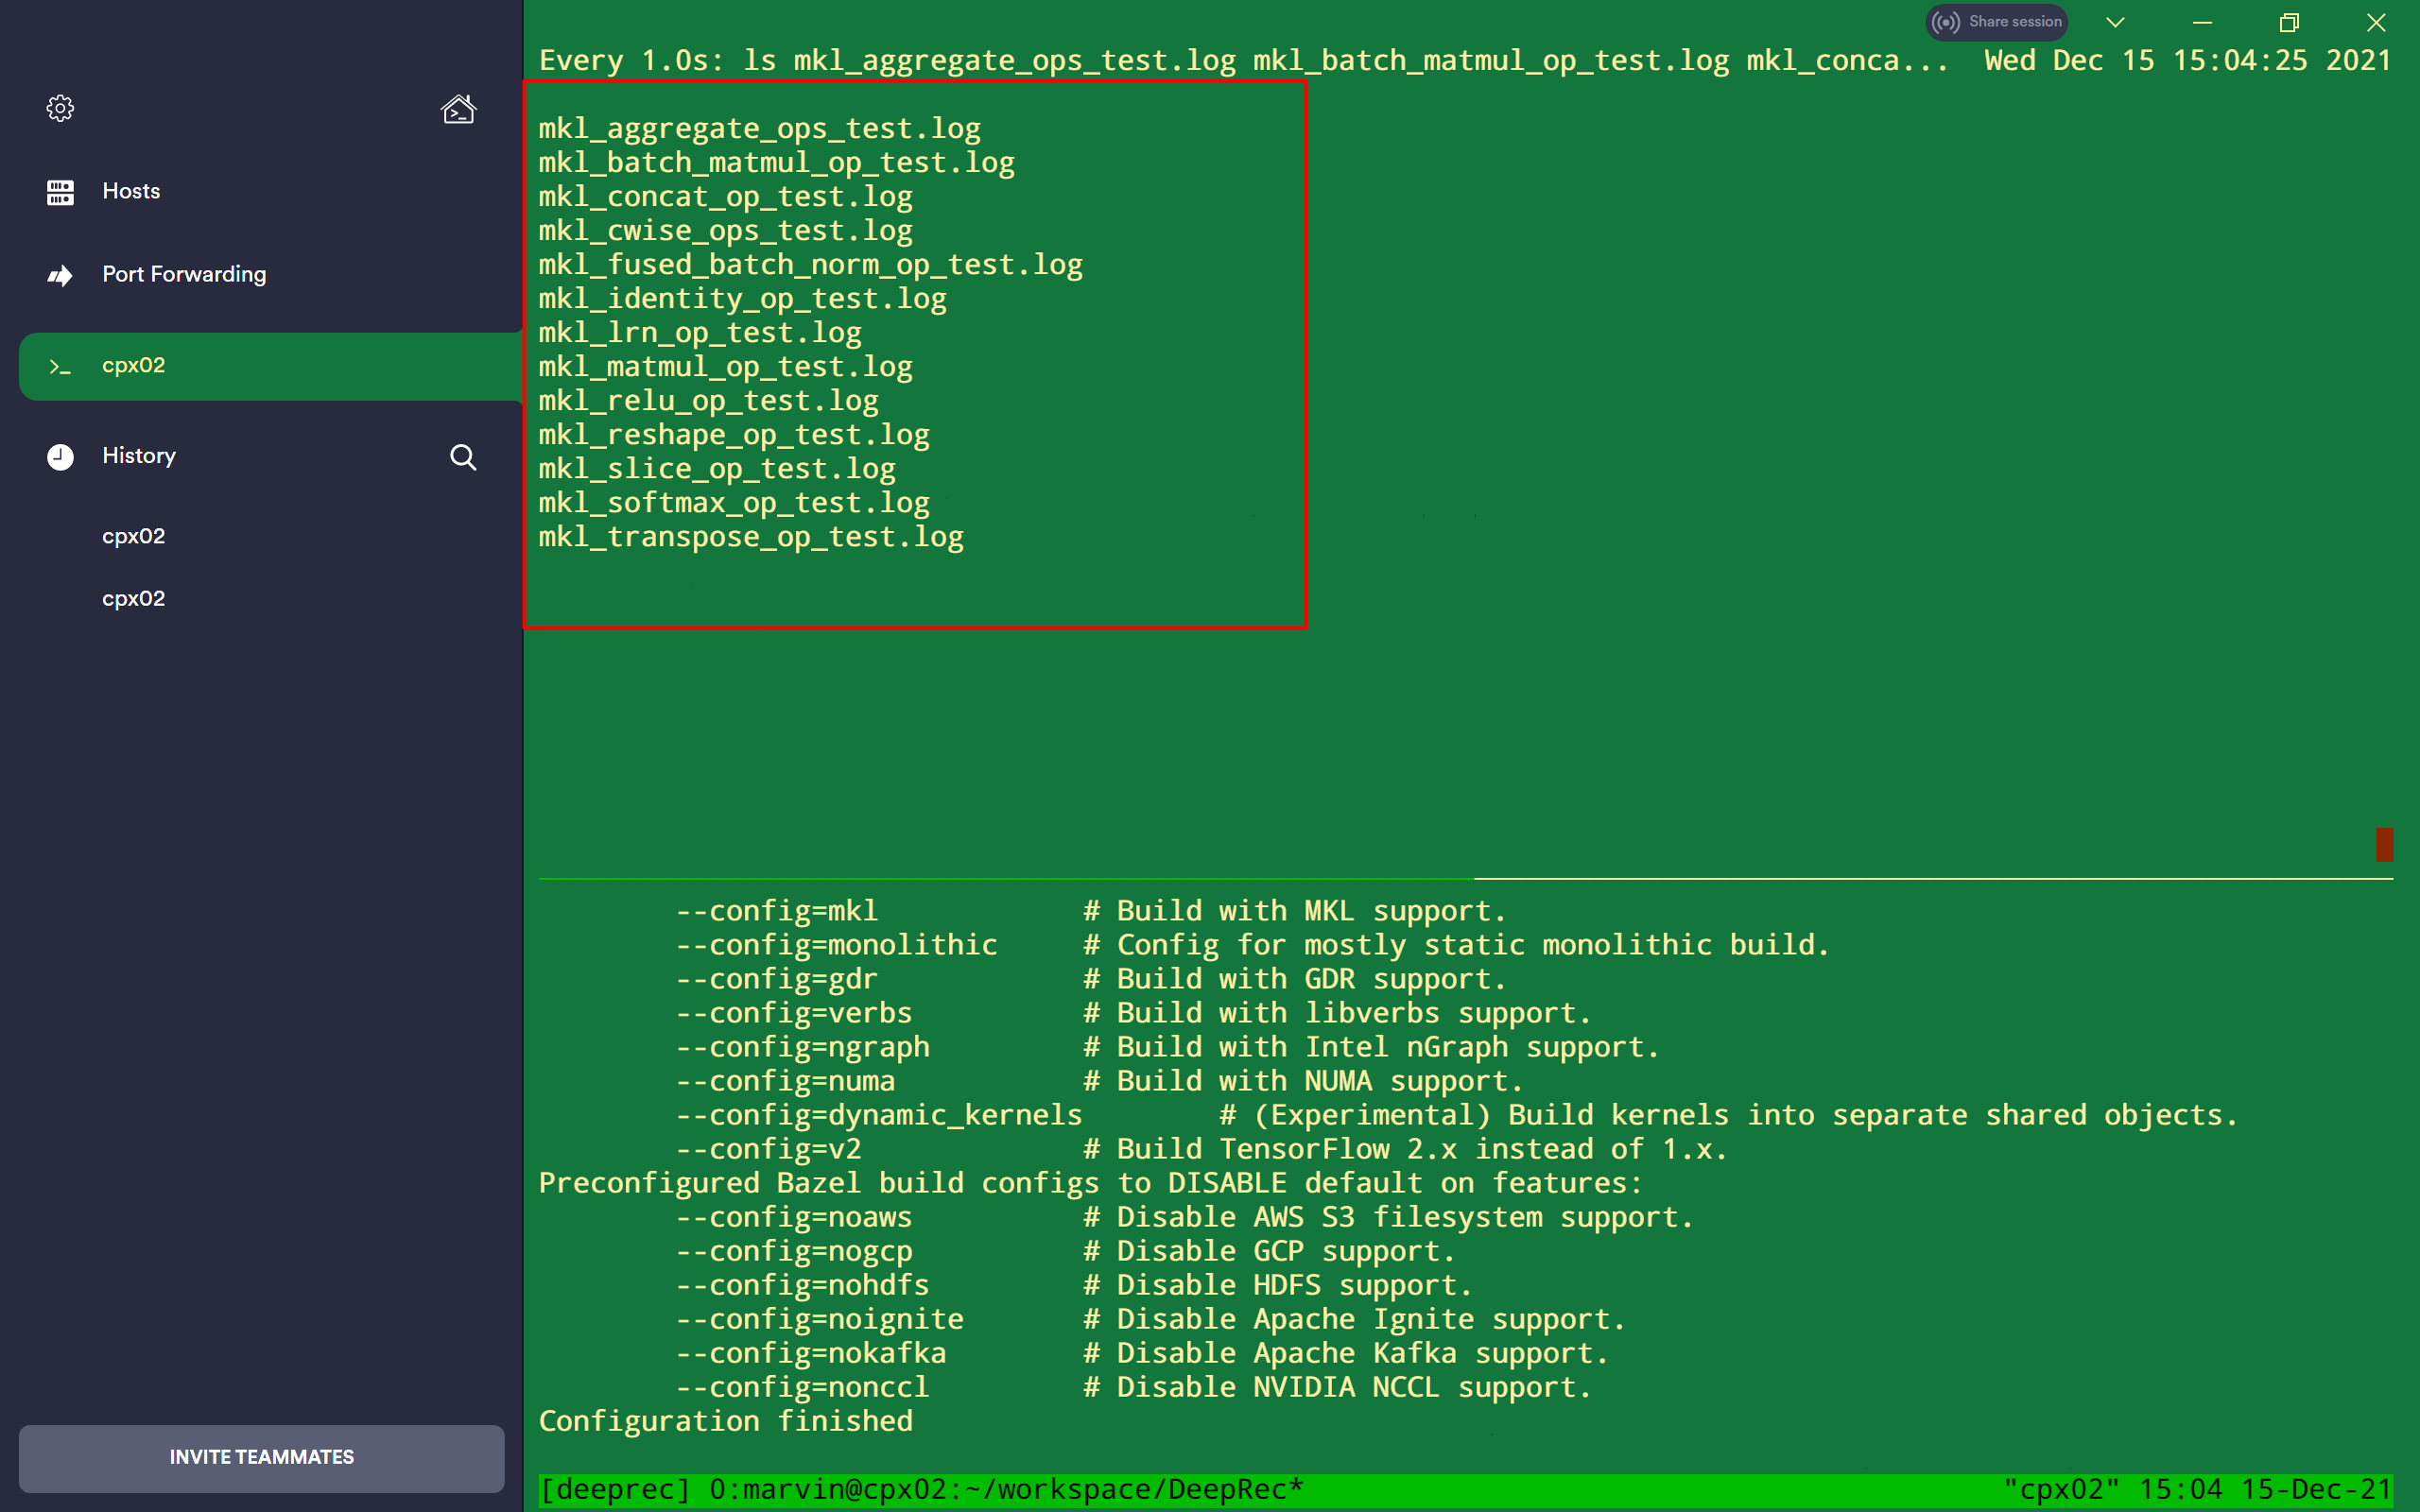 Share session
Hosts
Port Forwarding
cpx02
History
cpx02
cpx02
INVITE TEAMMATES
Every 1.0s: ls mkl_aggregate_ops_test.log mkl_batch_matmul_op_test.log mkl_conca...  Wed Dec 15 15:04:25 2021
mkl_aggregate_ops_test.log
mkl_batch_matmul_op_test.log
mkl_concat_op_test.log
mkl_cwise_ops_test.log
mkl_fused_batch_norm_op_test.log
mkl_identity_op_test.log
mkl_lrn_op_test.log
mkl_matmul_op_test.log
mkl_relu_op_test.log
mkl_reshape_op_test.log
mkl_slice_op_test.log
mkl_softmax_op_test.log
mkl_transpose_op_test.log
--config=mkl            # Build with MKL support.
--config=monolithic     # Config for mostly static monolithic build.
--config=gdr            # Build with GDR support.
--config=verbs          # Build with libverbs support.
--config=ngraph         # Build with Intel nGraph support.
--config=numa           # Build with NUMA support.
--config=dynamic_kernels        # (Experimental) Build kernels into separate shared objects.
--config=v2             # Build TensorFlow 2.x instead of 1.x.
Preconfigured Bazel build configs to DISABLE default on features:
--config=noaws          # Disable AWS S3 filesystem support.
--config=nogcp          # Disable GCP support.
--config=nohdfs         # Disable HDFS support.
--config=noignite       # Disable Apache Ignite support.
--config=nokafka        # Disable Apache Kafka support.
--config=nonccl         # Disable NVIDIA NCCL support.
Configuration finished
[deeprec] 0:marvin@cpx02:~/workspace/DeepRec* "cpx02" 15:04 15-Dec-21